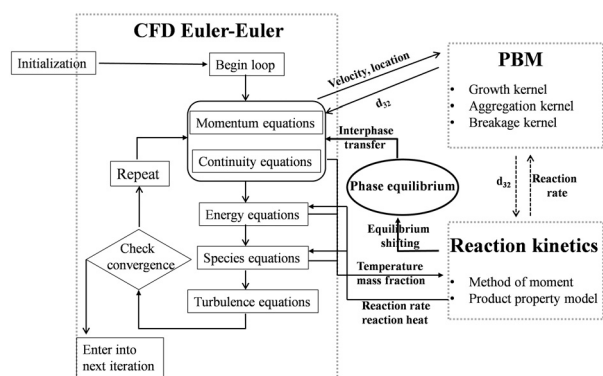 CFD Euler-Euler
Initialization
Begin loop
Momentum equations
Continuity equations
Repeat
Energy equations
Check
convergence
Species equations
Turbulence equations
Enter into
next iteration
Velocity, location
d32
PBM
• Growth kernel
• Aggregation kernel
• Breakage kernel
Interphase
transfer
Phase equilibrium
d32
Reaction
rate
Equilibrium
shifting
Reaction kinetics
• Method of moment
• Product property model
Temperature
mass fraction
Reaction rate
reaction heat